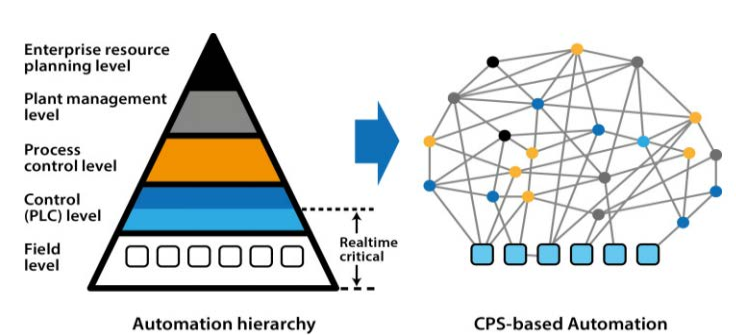 Enterprise resource
planning level
Plant management
level
Process
control level
Control
(PLC) level
Field
level
Realtime
critical
Automation hierarchy
CPS-based Automation